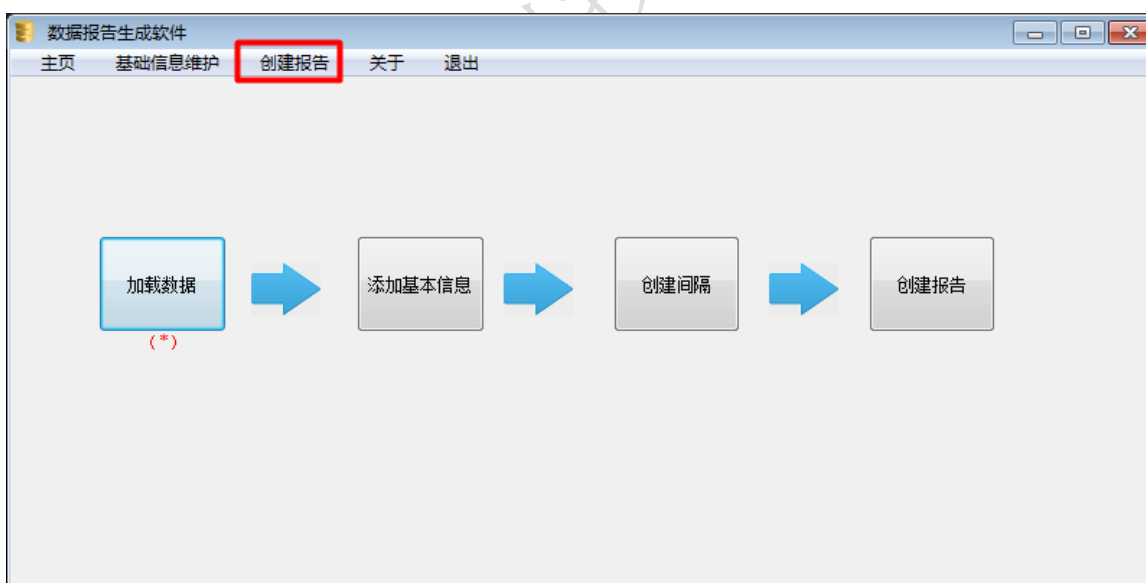 数据报告生成软件
主页 基础信息维护 创建报告 关于 退出
加载数据 添加基本信息 创建间隔 创建报告
(*)